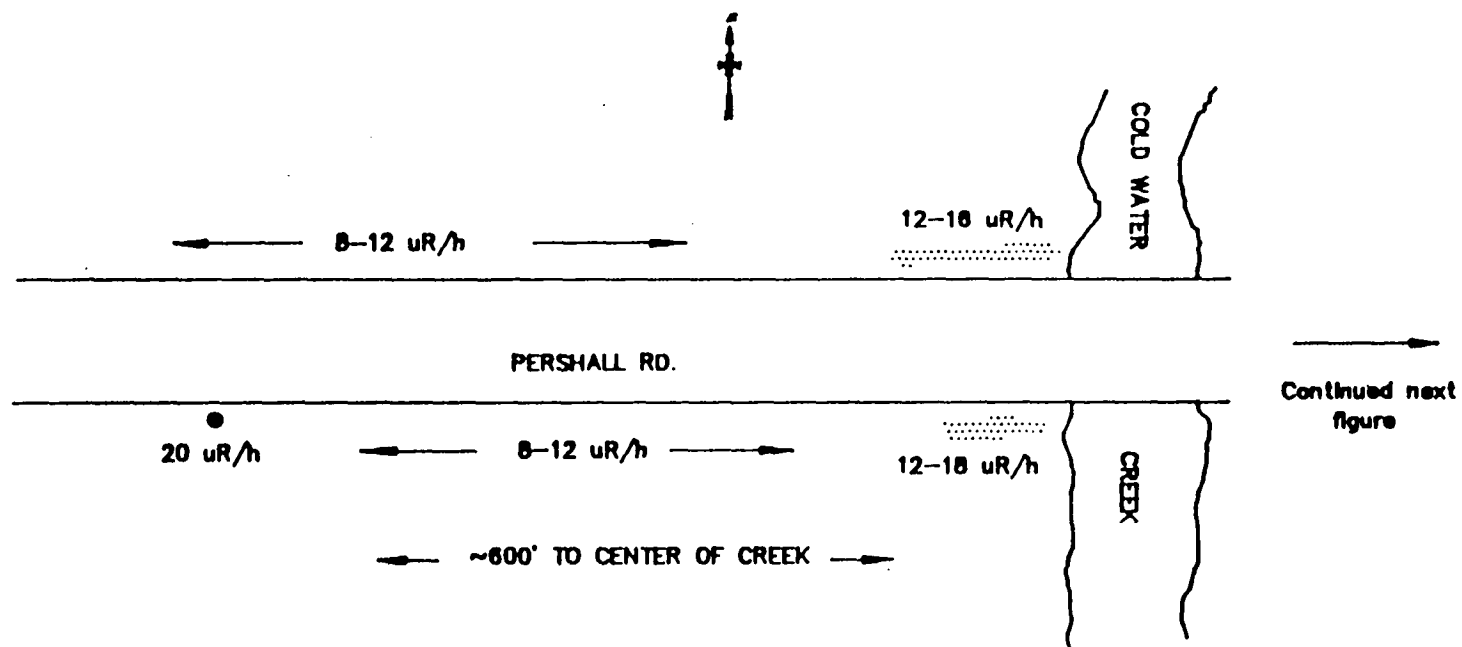 COLD WATER
12–18 uR/h
8–12 uR/h
PERSHALL RD.
Continued next
figure
20 uR/h
8–12 uR/h
12–18 uR/h
CREEK
~600' TO CENTER OF CREEK